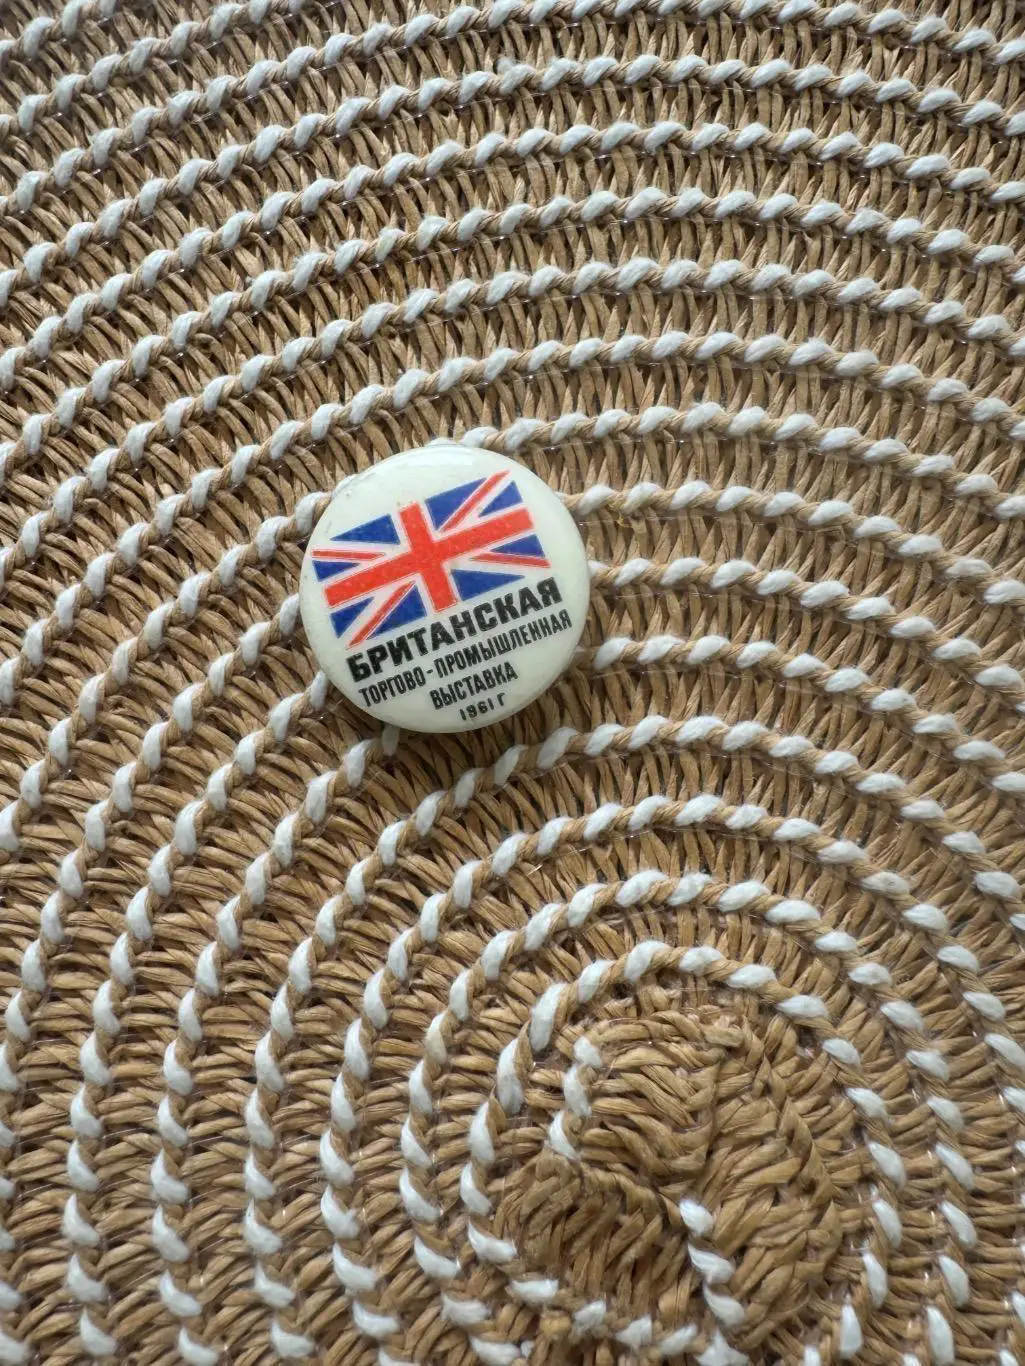 БРИТАНСКАЯ
ТОРГОВО-ПРОМЫШЛЕННАЯ
ВЫСТАВКА
1961 Г